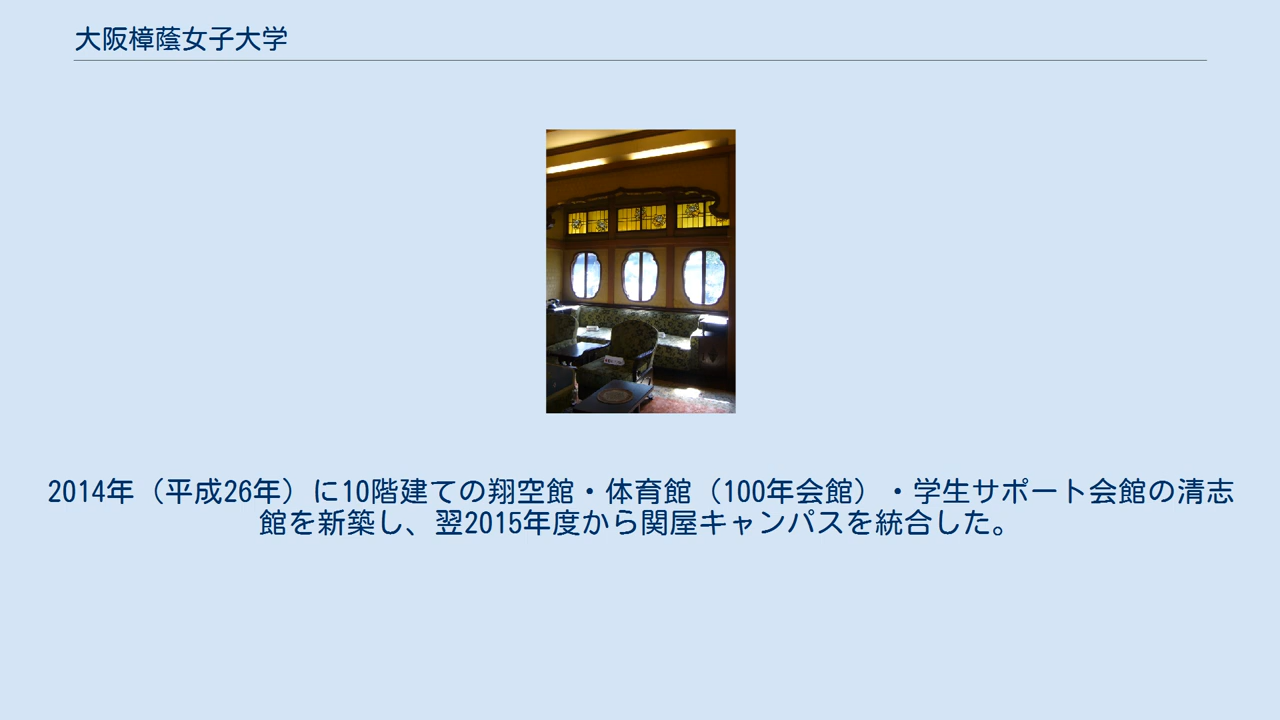 大阪樟蔭女子大学
2014年（平成26年）に10階建ての翔空館・体育館（100年会館）・学生サポート会館の清志
館を新築し、翌2015年度から関屋キャンパスを統合した。